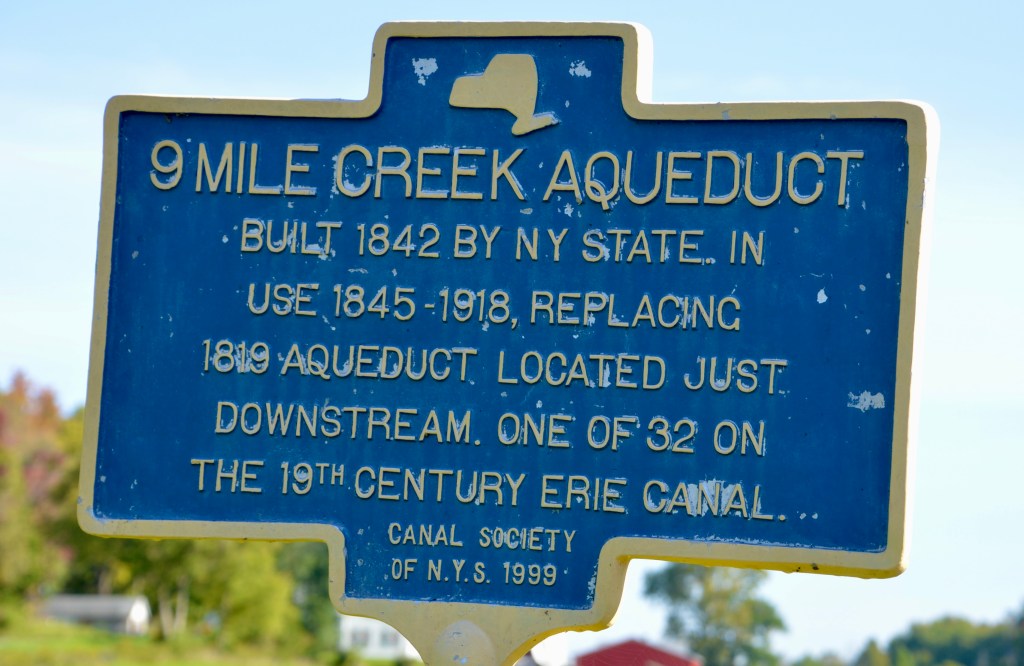 9 MILE CREEK AQUEDUCT
BUILT 1842 BY NY STATE. IN
USE 1845-1918, REPLACING
1819 AQUEDUCT LOCATED JUST
DOWNSTREAM. ONE OF 32 ON
THE 19TH CENTURY ERIE CANAL.
CANAL SOCIETY
OF N.Y.S. 1999